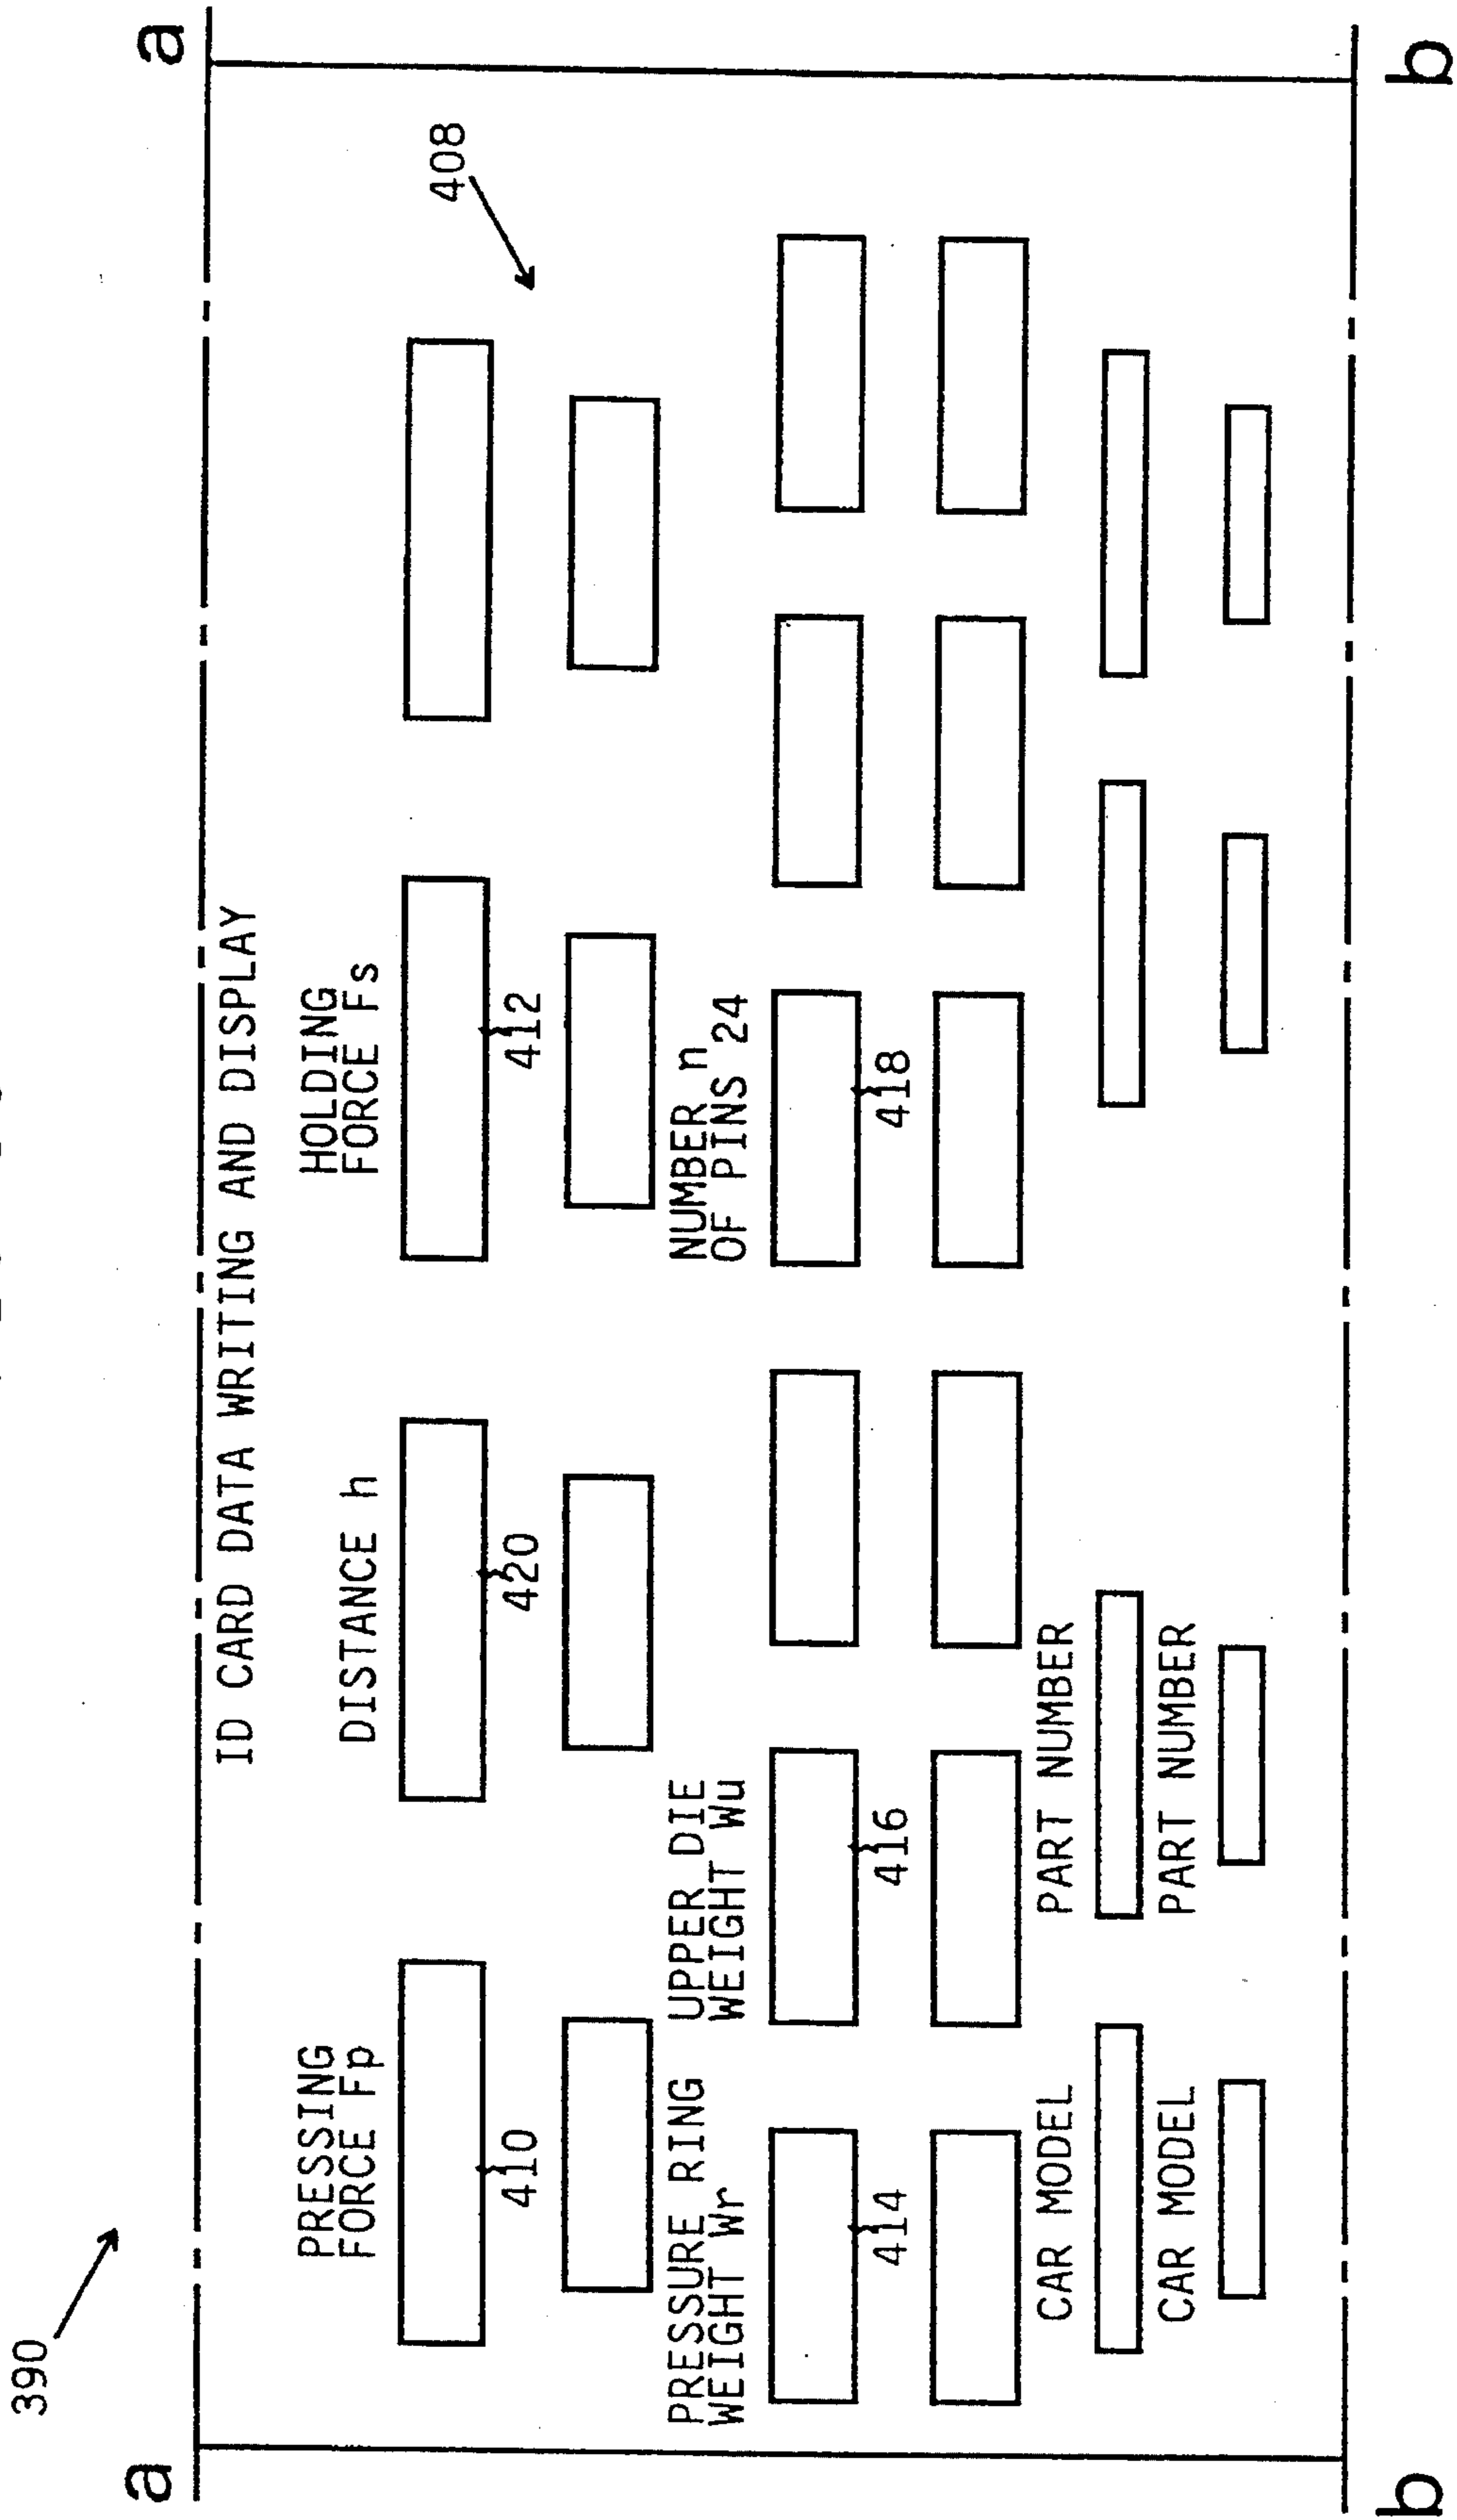 390
a
a
ID CARD DATA WRITING AND DISPLAY
408
PRESSING
FORCE Fp
DISTANCE h
HOLDING
FORCE Fs
410
420
412
PRESSURE RING
WEIGHT Wr
UPPER DIE
WEIGHT Wu
NUMBER n
OF PINS 24
414
416
418
CAR MODEL
PART NUMBER
CAR MODEL
PART NUMBER
b
b